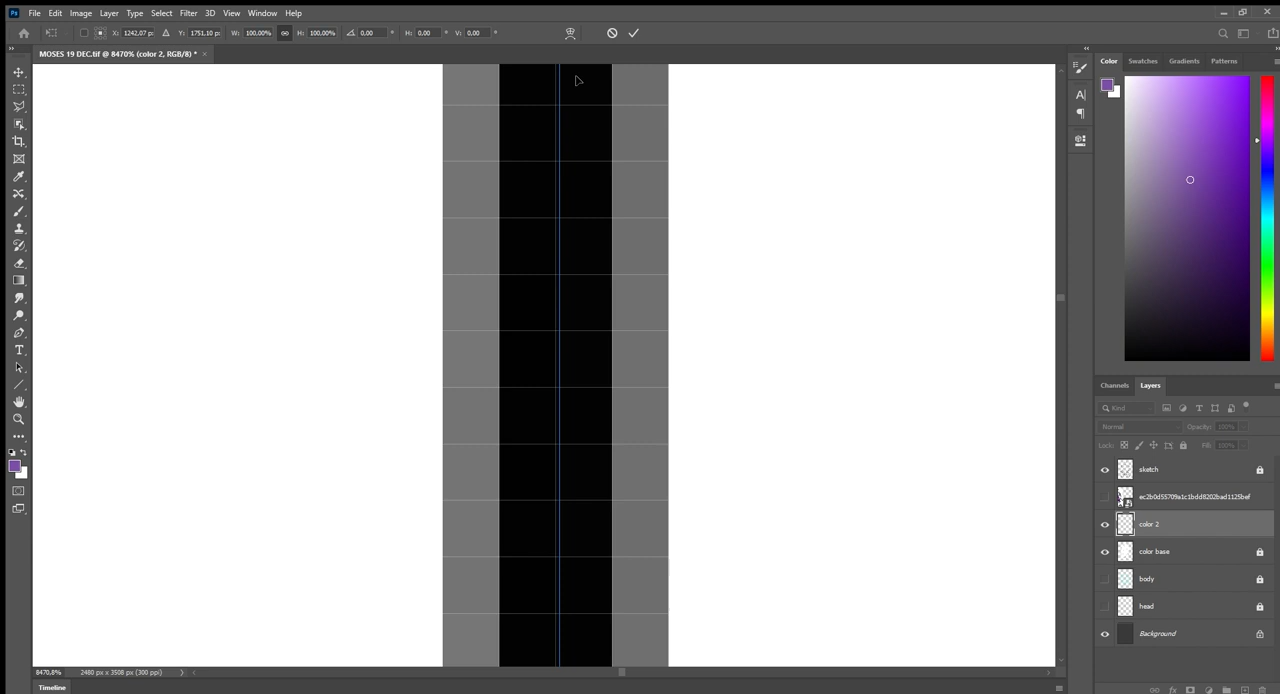 Ps File Edit Image Layer Type Select Filter 3D View Window Help
X: 1242,07 px Y: 1751,10 px W: 100,00% H: 100,00% 0,00 ° H: 0,00 ° V: 0,00 °
MOSES 19 DEC.tif @ 8470% (color 2, RGB/8) * ×
Color Swatches Gradients Patterns
Channels Layers
Kind
Normal Opacity: 100%
Lock: Fill: 100%
sketch
ec2b0d55709a1c1bdd8202bad1125bef
color 2
color base
body
head
Background
8470,8% 2480 px x 3508 px (300 ppi)
Timeline